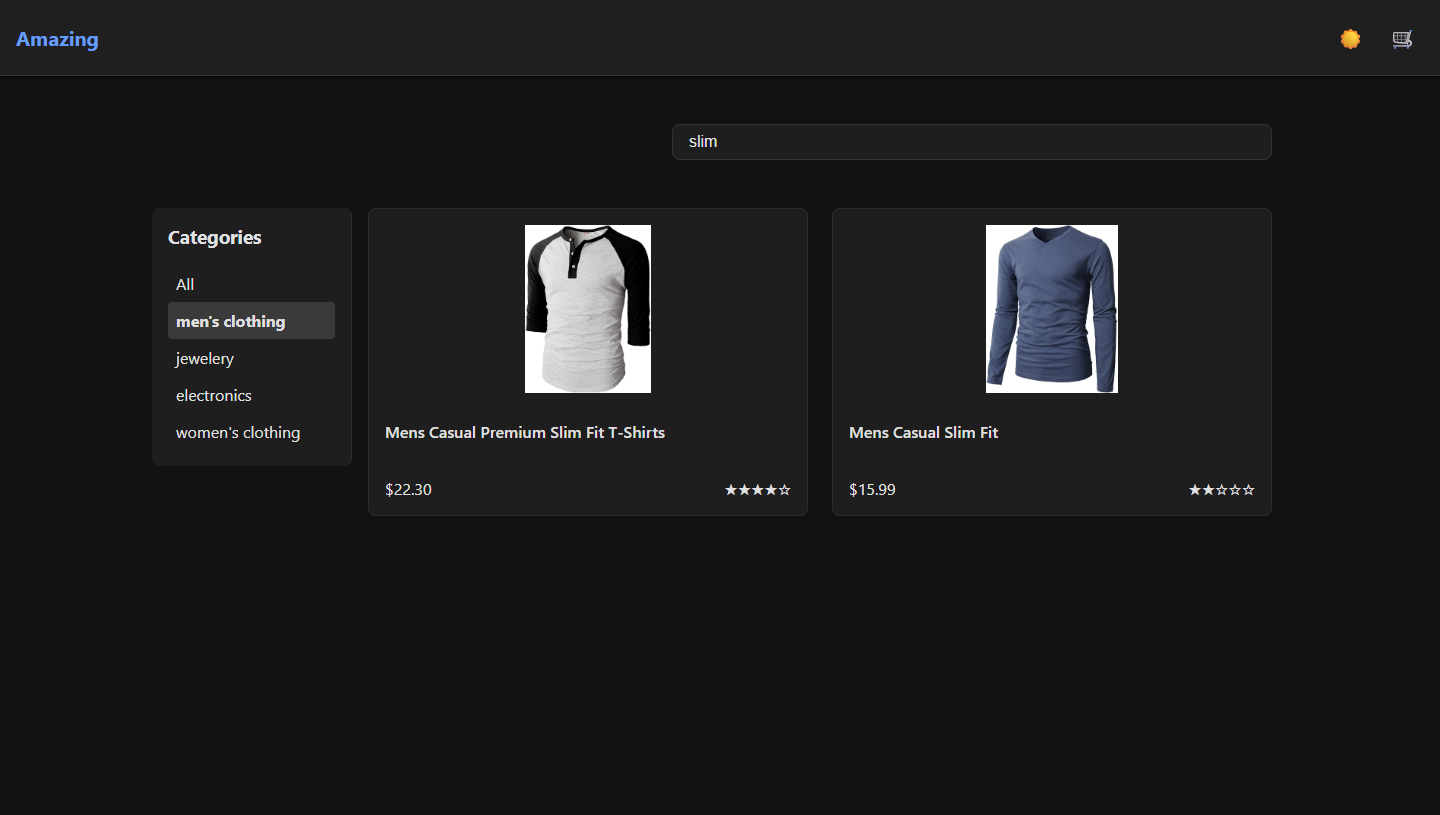 Amazing
slim
Categories
All
men's clothing
jewelery
electronics
women's clothing
Mens Casual Premium Slim Fit T-Shirts
$22.30 ★★★★☆
Mens Casual Slim Fit
$15.99 ★★☆☆☆